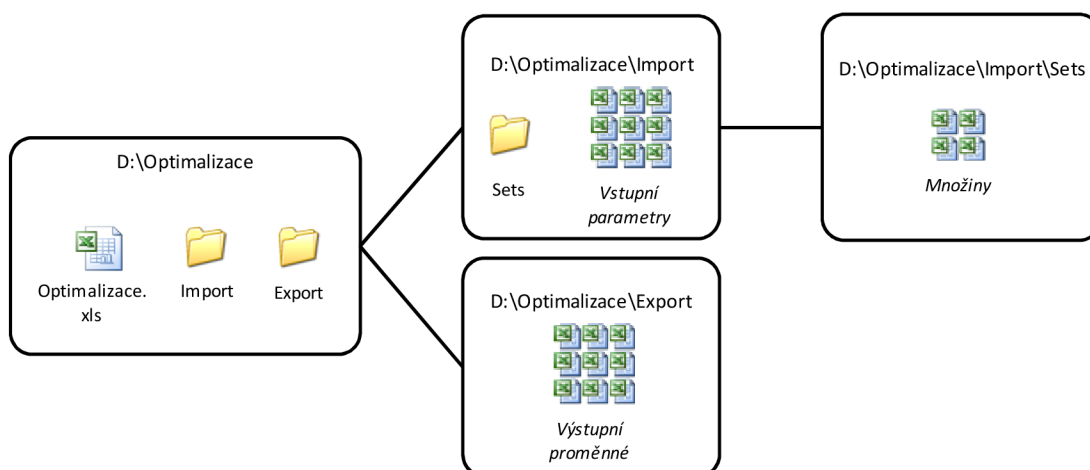 D:\Optimalizace
Optimalizace.
xls
Import
Export
D:\Optimalizace\Import
Sets
Vstupní
parametry
D:\Optimalizace\Export
Výstupní
proměnné
D:\Optimalizace\Import\Sets
Množiny